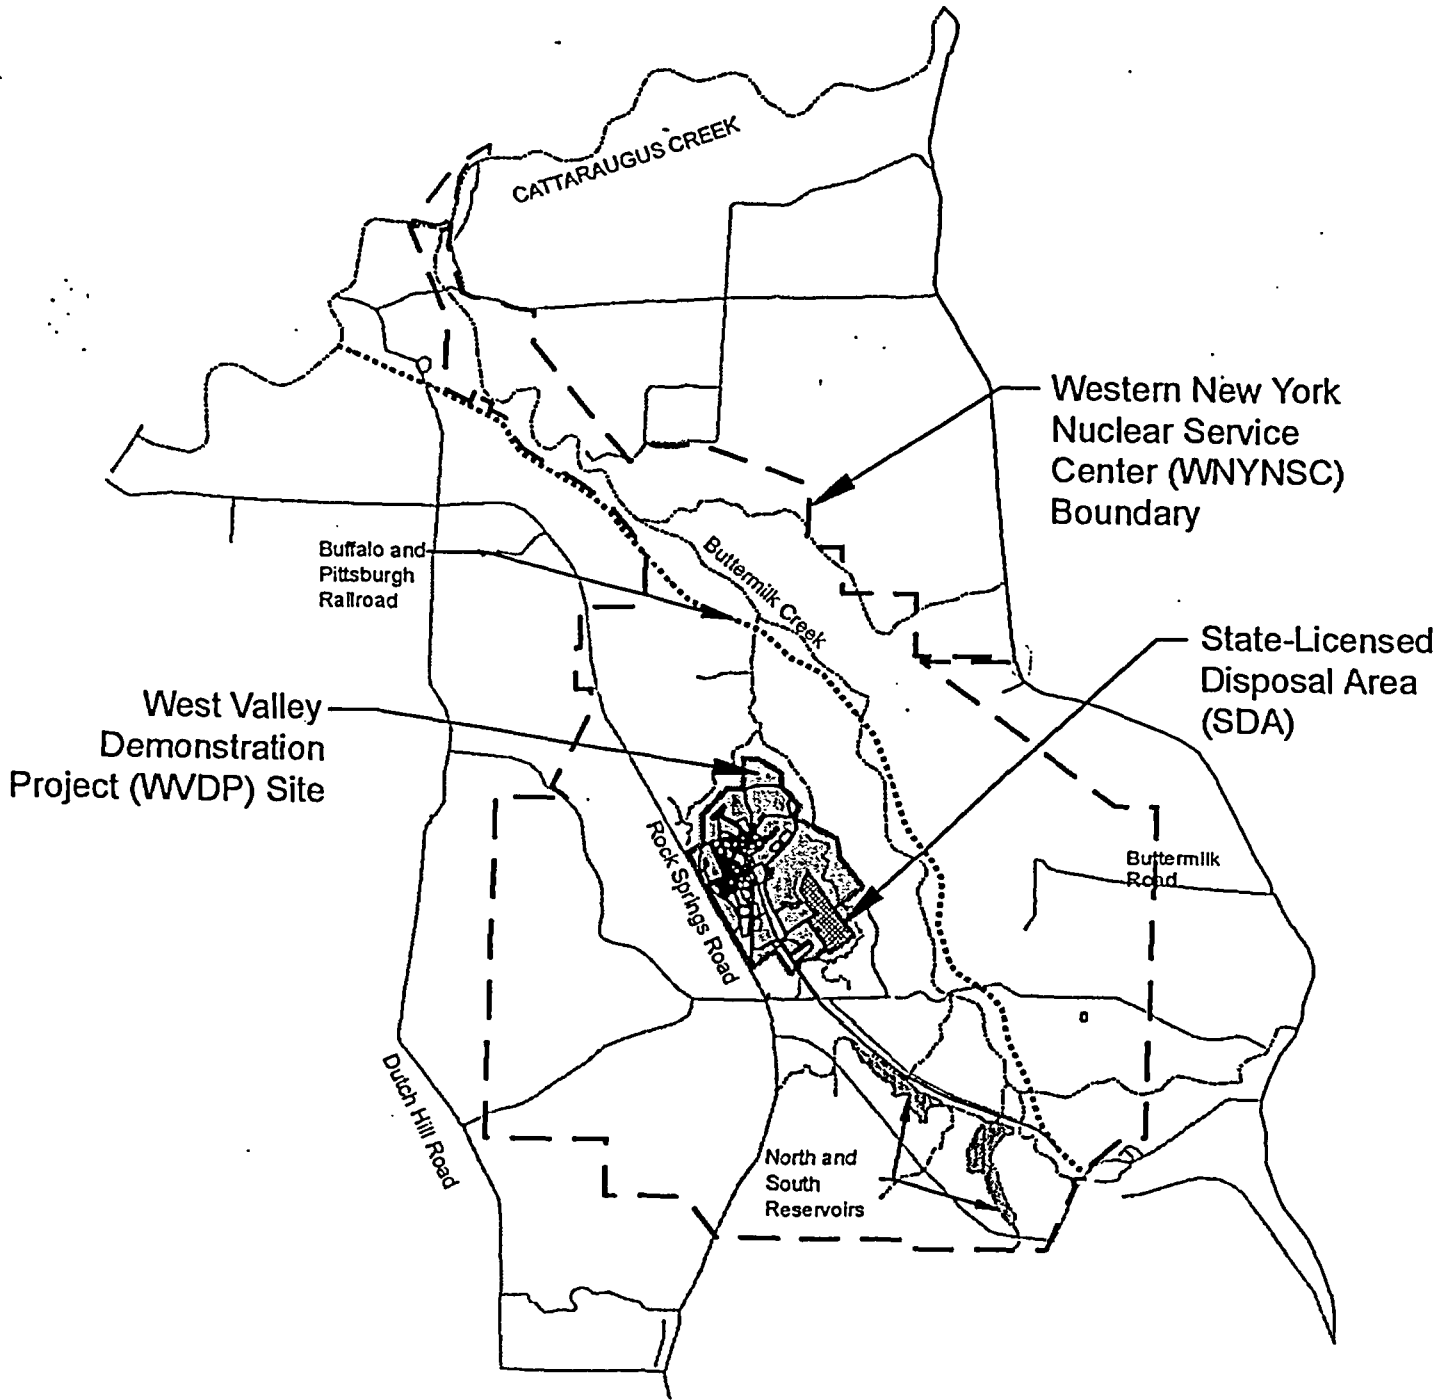 CATTARAUGUS CREEK
Western New York
Nuclear Service
Center (WNYNSC)
Boundary
Buffalo and
Pittsburgh
Railroad
Buttermilk Creek
State-Licensed
Disposal Area
(SDA)
West Valley
Demonstration
Project (WVDP) Site
Rock Springs Road
Buttermilk
Road
Dutch Hill Road
North and
South
Reservoirs